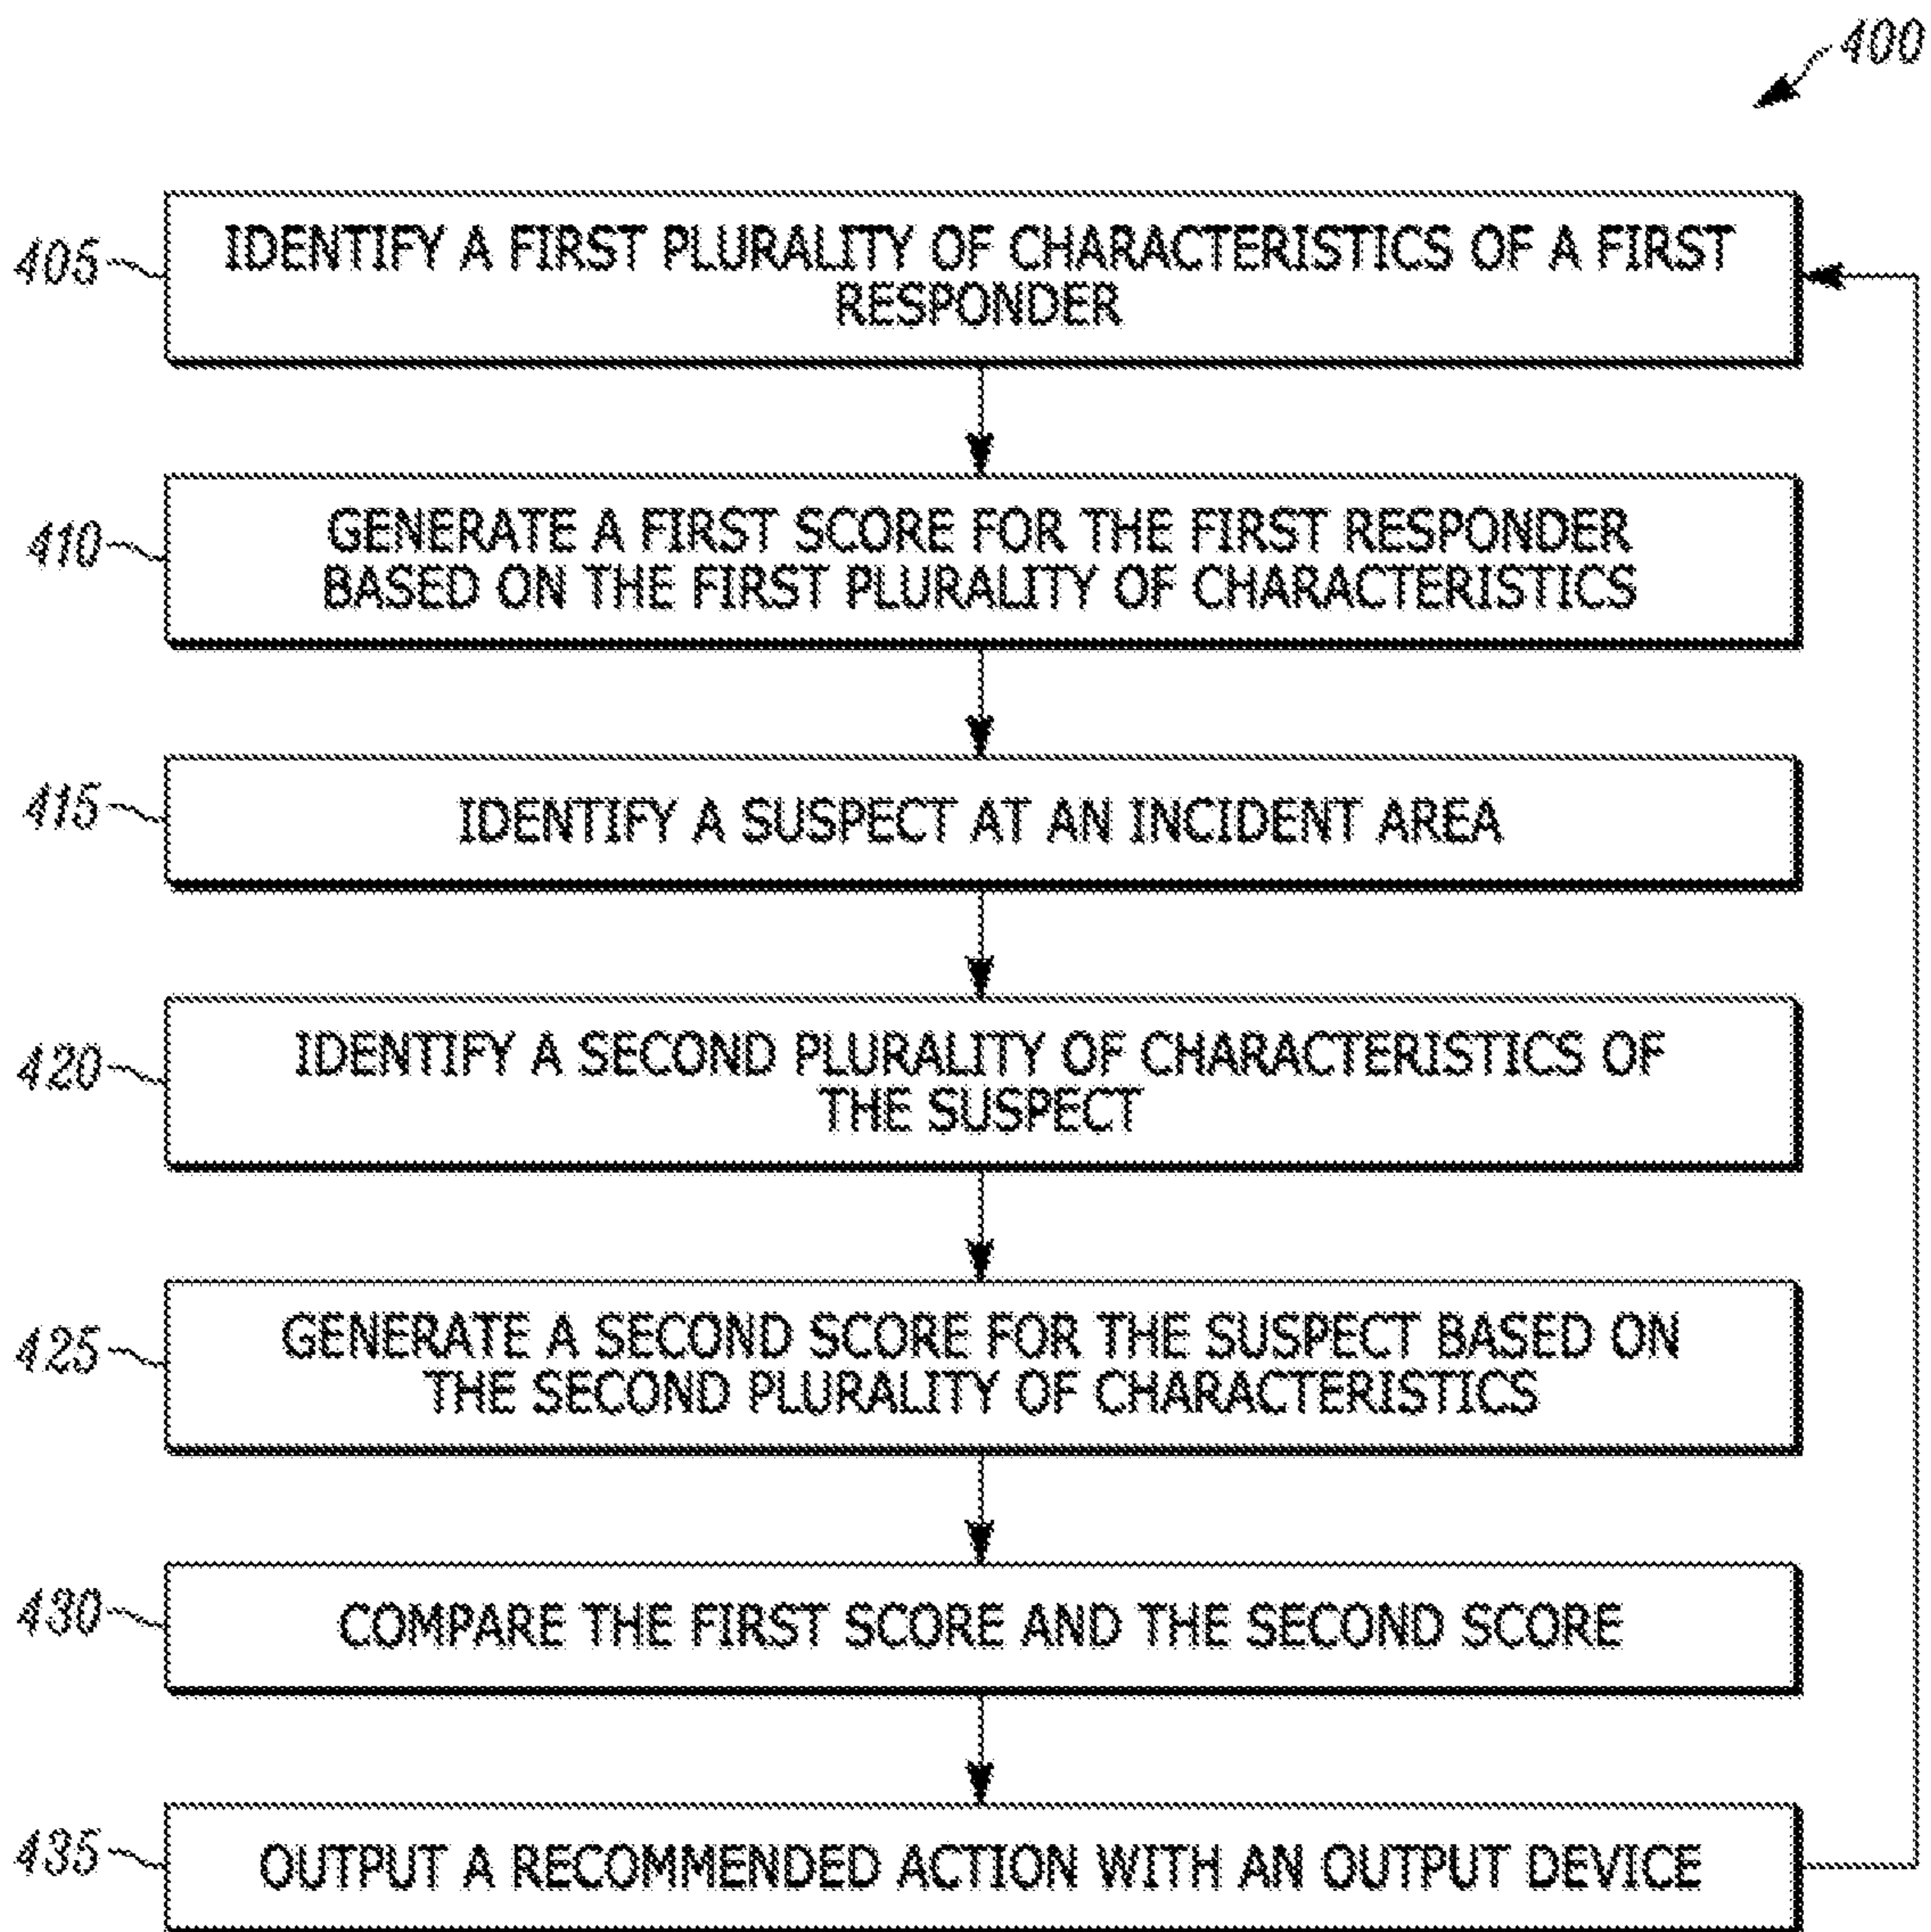 400
405
IDENTIFY A FIRST PLURALITY OF CHARACTERISTICS OF A FIRST
RESPONDER
410
GENERATE A FIRST SCORE FOR THE FIRST RESPONDER
BASED ON THE FIRST PLURALITY OF CHARACTERISTICS
415
IDENTIFY A SUSPECT AT AN INCIDENT AREA
420
IDENTIFY A SECOND PLURALITY OF CHARACTERISTICS OF
THE SUSPECT
425
GENERATE A SECOND SCORE FOR THE SUSPECT BASED ON
THE SECOND PLURALITY OF CHARACTERISTICS
430
COMPARE THE FIRST SCORE AND THE SECOND SCORE
435
OUTPUT A RECOMMENDED ACTION WITH AN OUTPUT DEVICE